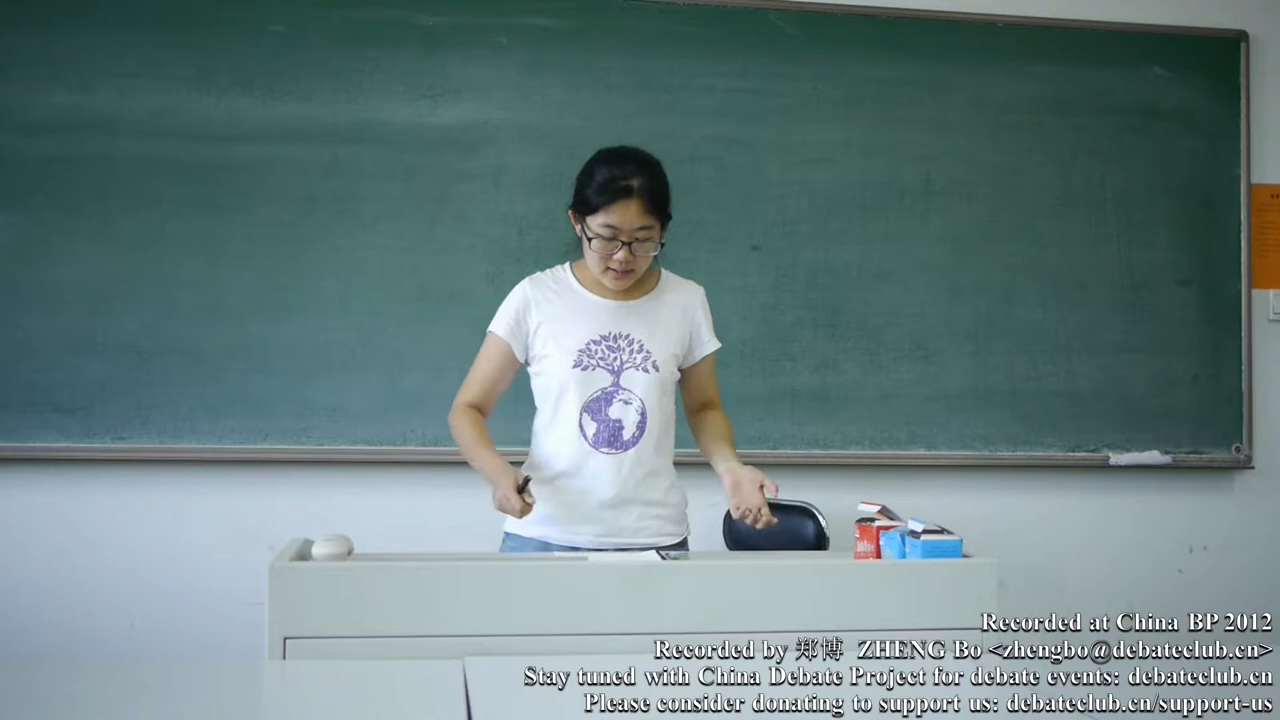 Recorded at China BP 2012
Recorded by 郑博 ZHENG Bo <zhengbo@debateclub.cn>
Stay tuned with China Debate Project for debate events: debateclub.cn
Please consider donating to support us: debateclub.cn/support-us